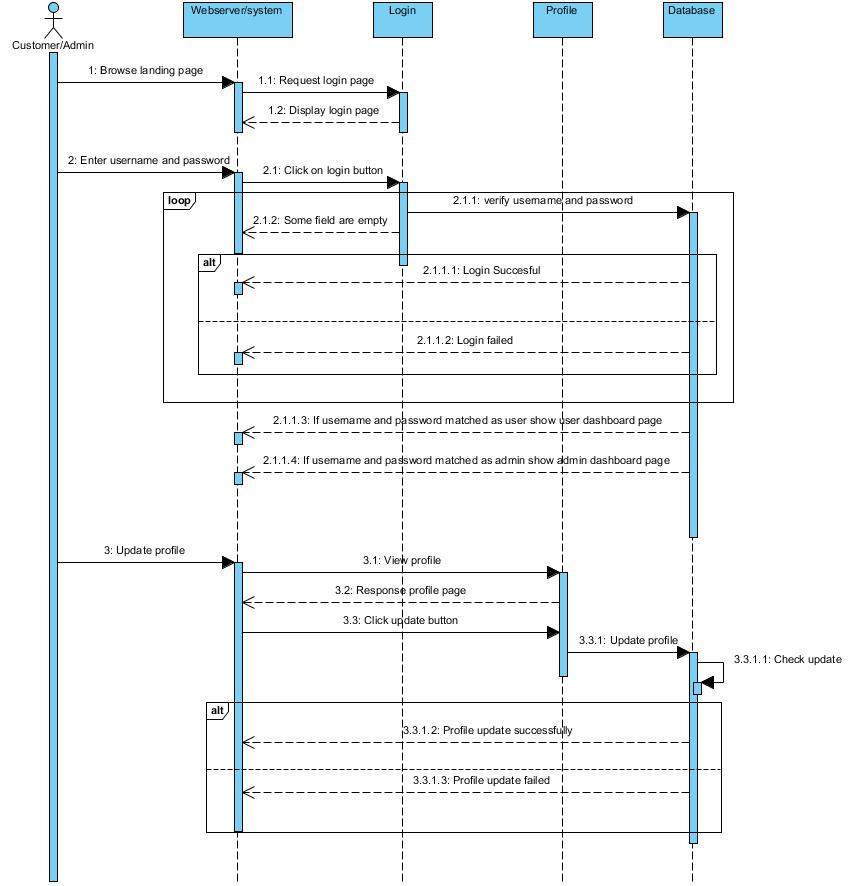 Webserver/system
Login
Profile
Database
Customer/Admin
1: Browse landing page
1.1: Request login page
1.2: Display login page
2: Enter username and password
2.1: Click on login button
loop
2.1.1: verify username and password
2.1.2: Some field are empty
alt
2.1.1.1: Login Succesful
2.1.1.2: Login failed
2.1.1.3: If username and password matched as user show user dashboard page
2.1.1.4: If username and password matched as admin show admin dashboard page
3: Update profile
3.1: View profile
3.2: Response profile page
3.3: Click update button
3.3.1: Update profile
3.3.1.1: Check update
alt
3.3.1.2: Profile update successfully
3.3.1.3: Profile update failed